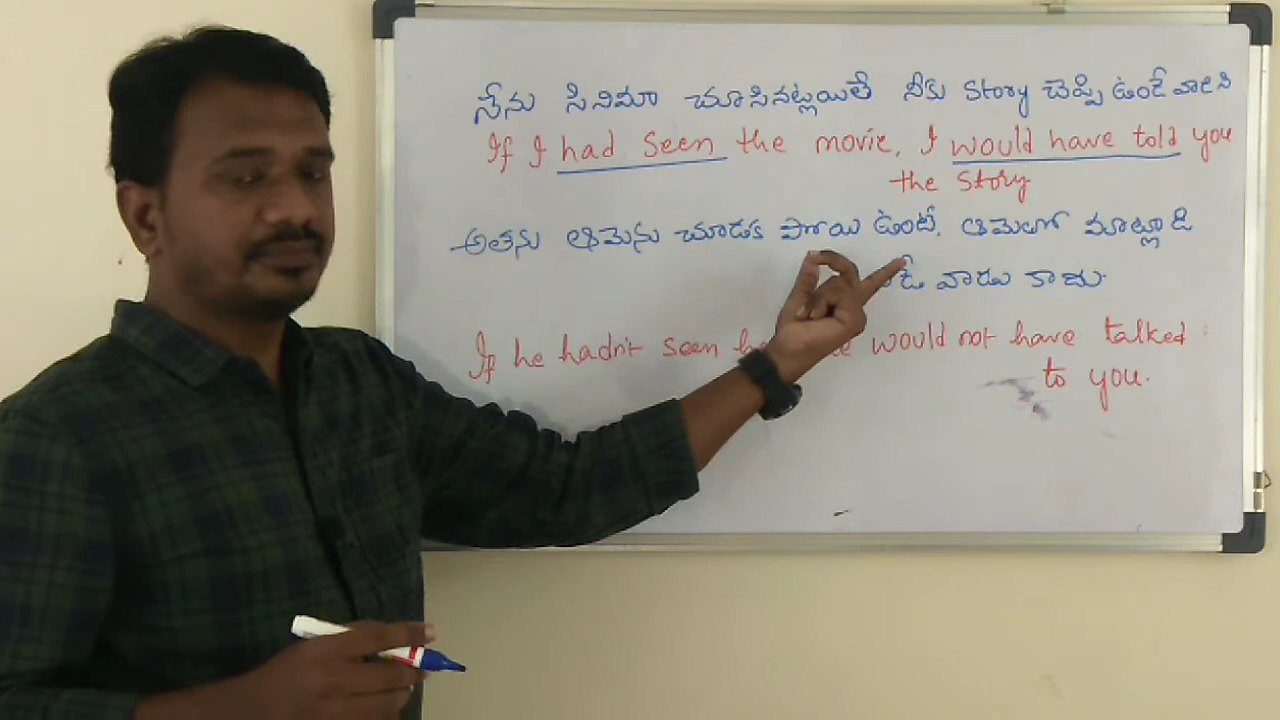 నేను సినిమా చూసినట్లయితే నీకు Story చెప్పి ఉండే వాడిని
If I had seen the movie, I would have told you
the story
అతను ఆమెను చూడక పోయి ఉంటే, ఆమెతో మాట్లాడి
వాడు కాదు
If he hadn't seen would not have talked
to you.